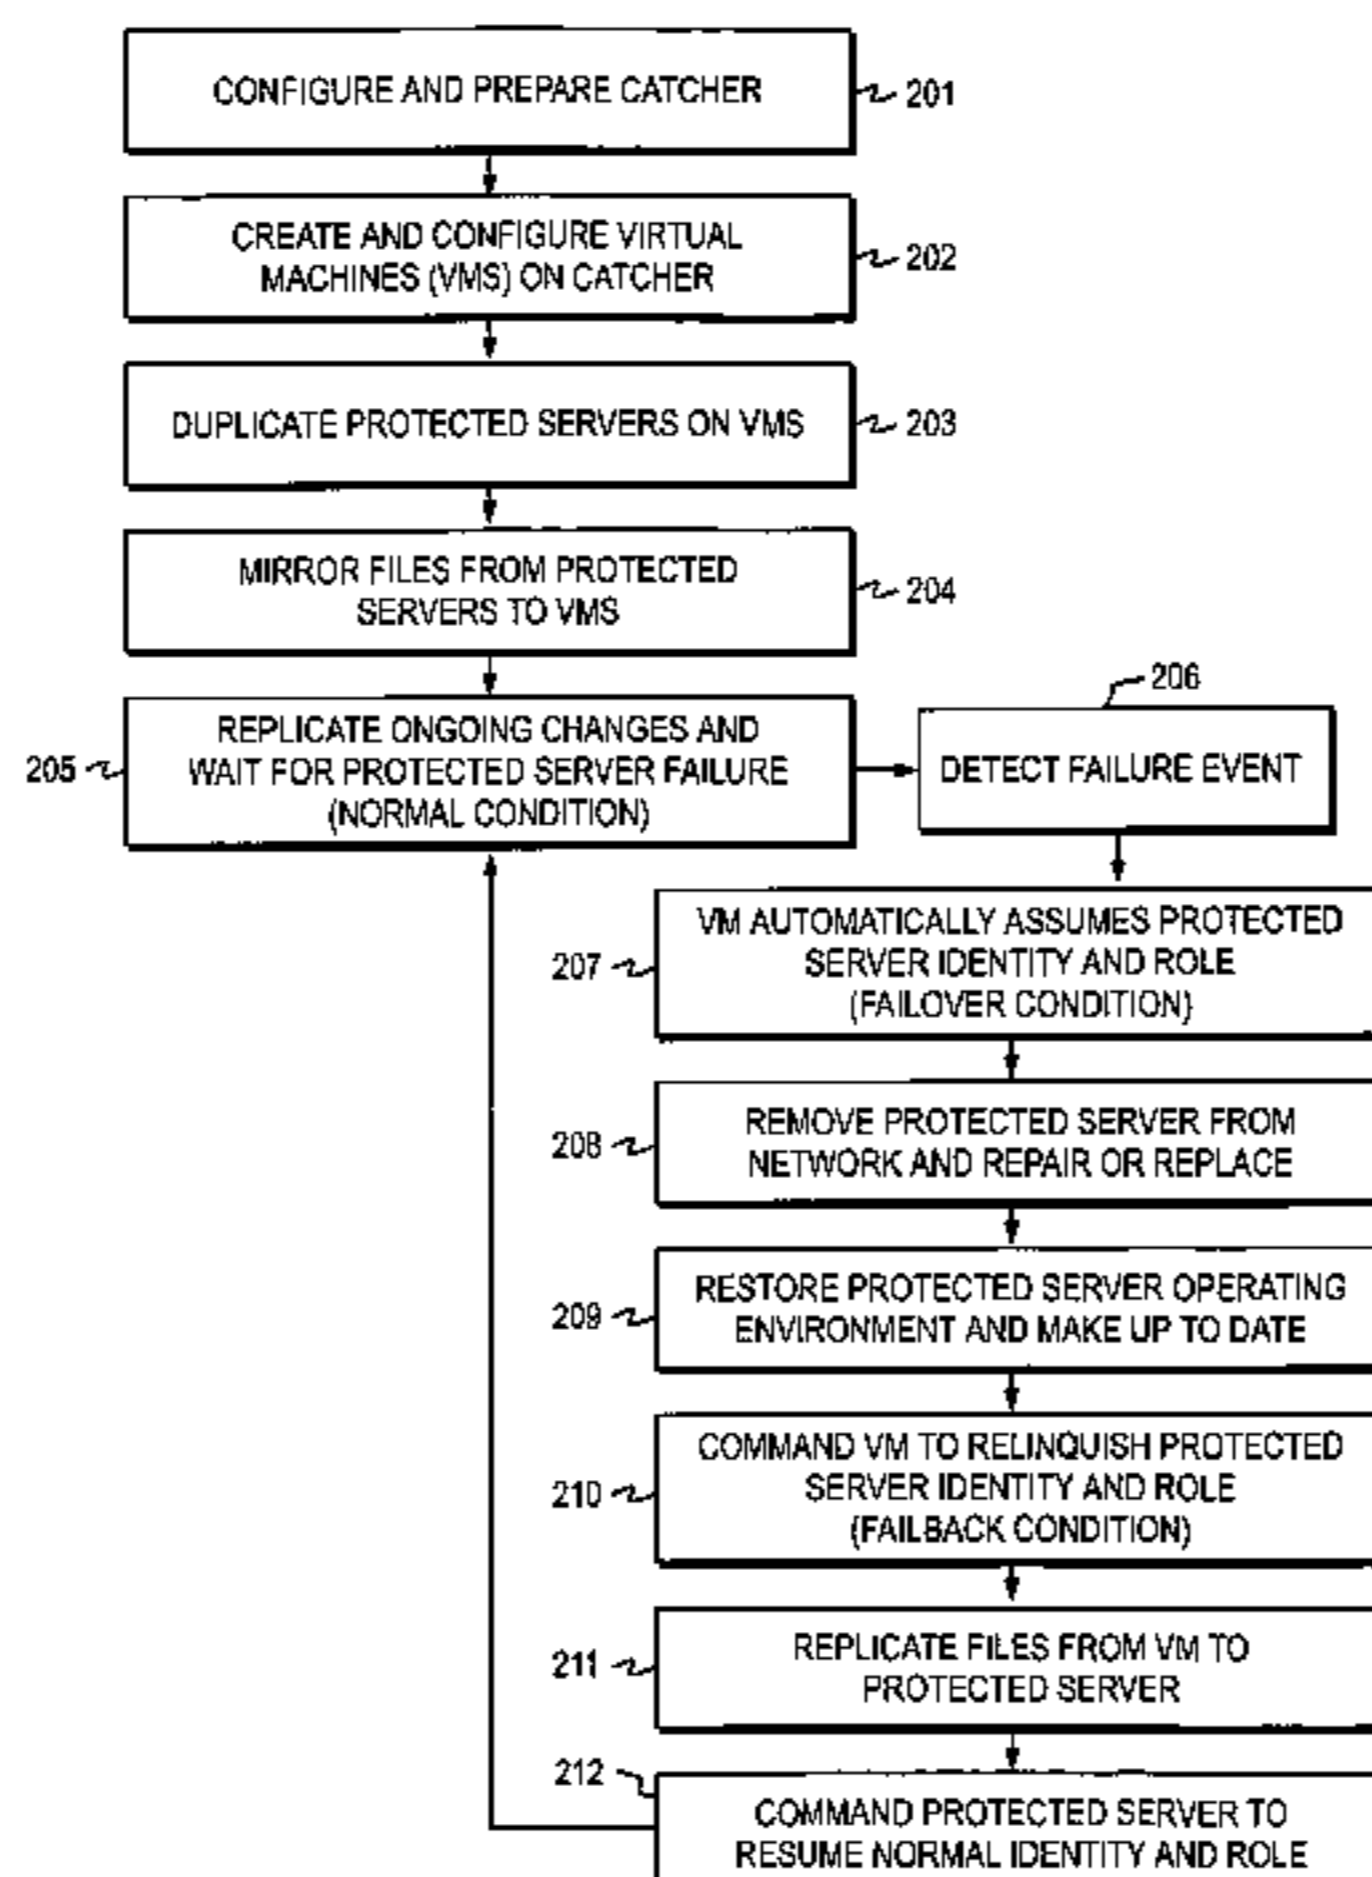 CONFIGURE AND PREPARE CATCHER
201
CREATE AND CONFIGURE VIRTUAL
MACHINES (VMS) ON CATCHER
202
DUPLICATE PROTECTED SERVERS ON VMS
203
MIRROR FILES FROM PROTECTED
SERVERS TO VMS
204
REPLICATE ONGOING CHANGES AND
WAIT FOR PROTECTED SERVER FAILURE
(NORMAL CONDITION)
205
206
DETECT FAILURE EVENT
VM AUTOMATICALLY ASSUMES PROTECTED
SERVER IDENTITY AND ROLE
(FAILOVER CONDITION)
207
REMOVE PROTECTED SERVER FROM
NETWORK AND REPAIR OR REPLACE
208
RESTORE PROTECTED SERVER OPERATING
ENVIRONMENT AND MAKE UP TO DATE
209
COMMAND VM TO RELINQUISH PROTECTED
SERVER IDENTITY AND ROLE
(FAILBACK CONDITION)
210
REPLICATE FILES FROM VM TO
PROTECTED SERVER
211
212
COMMAND PROTECTED SERVER TO
RESUME NORMAL IDENTITY AND ROLE